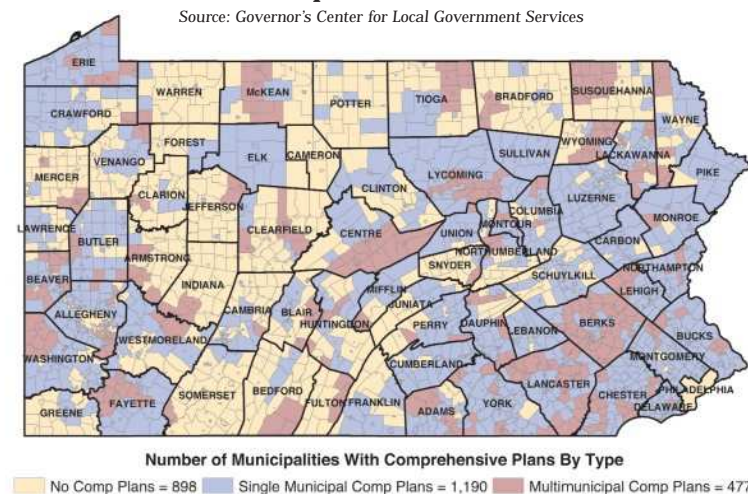 Source: Governor's Center for Local Government Services
ERIE
WARREN
McKEAN
POTTER
TIOGA
BRADFORD
SUSQUEHANNA
WAYNE
CRAWFORD
FOREST
WYOMING
LACKAWANNA
ELK
CAMERON
SULLIVAN
PIKE
VENANGO
MERCER
LYCOMING
CLINTON
LUZERNE
CLARION
JEFFERSON
COLUMBIA
MONROE
LAWRENCE
BUTLER
CLEARFIELD
CENTRE
UNION
MONTOUR
CARBON
ARMSTRONG
NORTHUMBERLAND
SNYDER
SCHUYLKILL
NORTHAMPTON
BEAVER
INDIANA
MIFFLIN
LEHIGH
ALLEGHENY
CAMBRIA
BLAIR
JUNIATA
HUNTINGDON
PERRY
DAUPHIN
LEBANON
BERKS
BUCKS
WESTMORELAND
WASHINGTON
CUMBERLAND
MONTGOMERY
LANCASTER
PHILADELPHIA
SOMERSET
BEDFORD
FULTON
FRANKLIN
ADAMS
YORK
CHESTER
DELAWARE
GREENE
FAYETTE
Number of Municipalities With Comprehensive Plans By Type
No Comp Plans = 898 Single Municipal Comp Plans = 1,190 Multimunicipal Comp Plans = 477